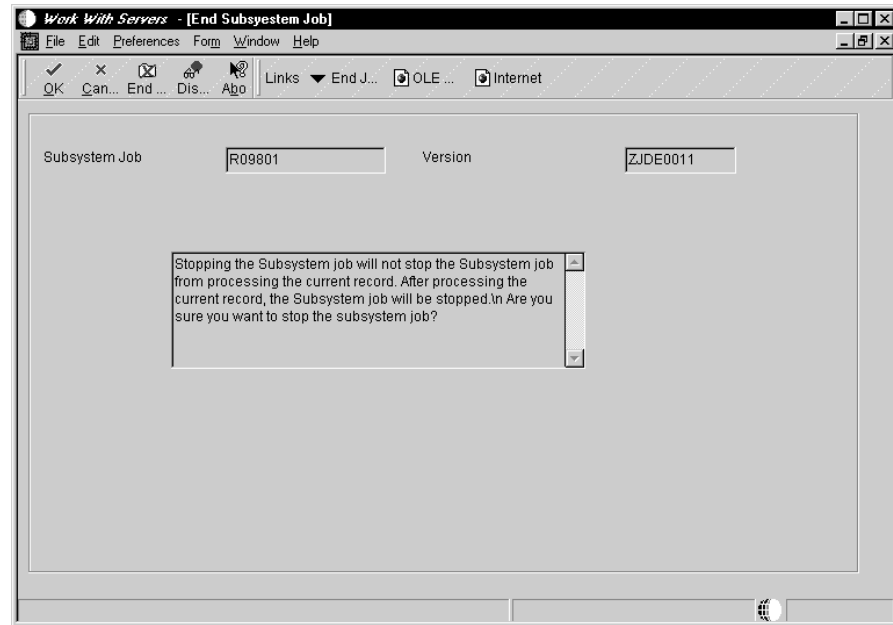 Work With Servers - [End Subsyestem Job]
File Edit Preferences Form Window Help
OK Can... End ... Dis... Abo Links End J... OLE ... Internet
Subsystem Job R09801 Version ZJDE0011
Stopping the Subsystem job will not stop the Subsystem job
from processing the current record. After processing the
current record, the Subsystem job will be stopped.\n Are you
sure you want to stop the subsystem job?